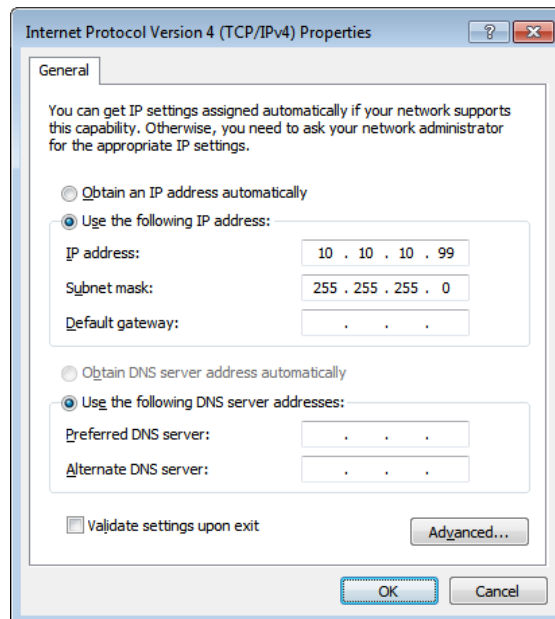 Internet Protocol Version 4 (TCP/IPv4) Properties
General
You can get IP settings assigned automatically if your network supports
this capability. Otherwise, you need to ask your network administrator
for the appropriate IP settings.
Obtain an IP address automatically
Use the following IP address:
IP address: 10 . 10 . 10 . 99
Subnet mask: 255 . 255 . 255 . 0
Default gateway: . . .
Obtain DNS server address automatically
Use the following DNS server addresses:
Preferred DNS server: . . .
Alternate DNS server: . . .
Validate settings upon exit
Advanced...
OK Cancel